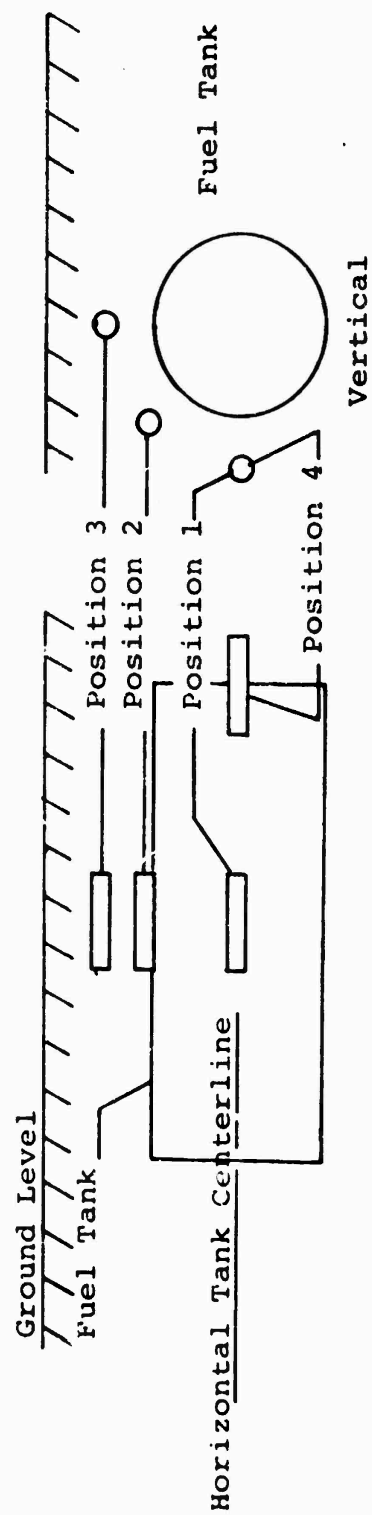 Ground Level
Fuel Tank
Position 3
Position 2
Position 1
Position 4
Horizontal Tank Centerline
Fuel Tank
Vertical